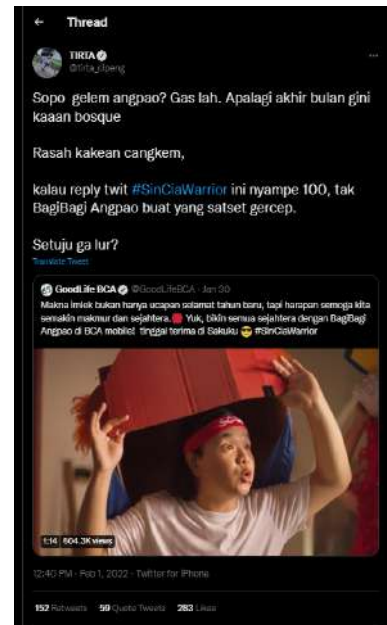 ← Thread
TIRTA
@tirta_cipeng
Sopo gelem angpao? Gas lah. Apalagi akhir bulan gini
kaaan bosque
Rasah kakean cangkem,
kalau reply twit #SinCiaWarrior ini nyampe 100, tak
BagiBagi Angpao buat yang satset gercep.
Setuju ga lur?
Translate Tweet
GoodLife BCA @GoodLifeBCA · Jan 30
Makna imlek bukan hanya ucapan selamat tahun baru, tapi harapan semoga kita
semakin makmur dan sejahtera. Yuk, bikin semua sejahtera dengan BagiBagi
Angpao di BCA mobile! tinggal terima di Sakuku #SinCiaWarrior
1:14 604.3K views
12:40 PM · Feb 1, 2022 · Twitter for iPhone
152 Retweets 59 Quote Tweets 283 Likes